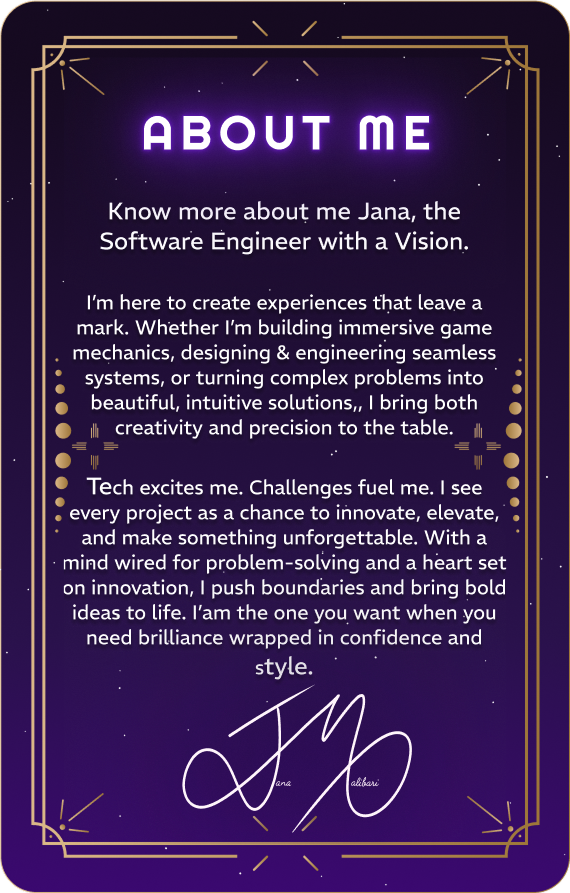 ABOUT ME
Know more about me Jana, the
Software Engineer with a Vision.
I'm here to create experiences that leave a
mark. Whether I'm building immersive game
mechanics, designing & engineering seamless
systems, or turning complex problems into
beautiful, intuitive solutions,, I bring both
creativity and precision to the table.
Tech excites me. Challenges fuel me. I see
every project as a chance to innovate, elevate,
and make something unforgettable. With a
mind wired for problem-solving and a heart set
on innovation, I push boundaries and bring bold
ideas to life. I'am the one you want when you
need brilliance wrapped in confidence and
style.
Jana Malibari